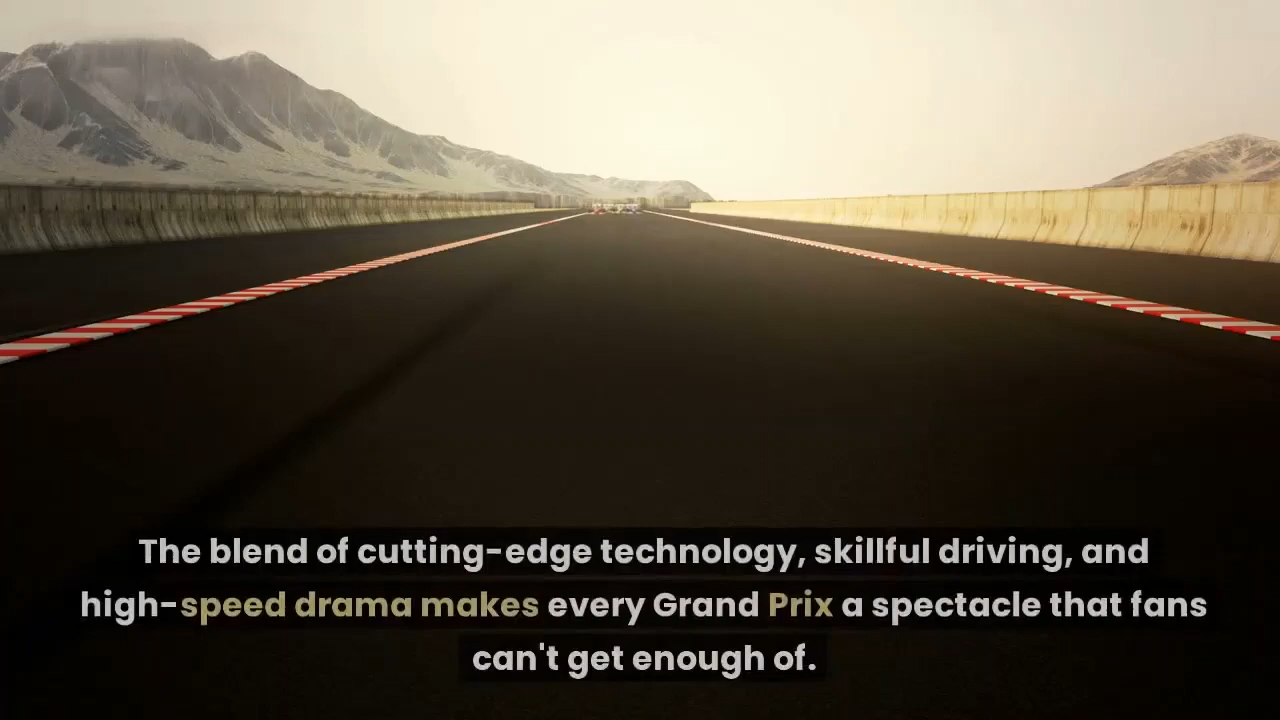 The blend of cutting-edge technology, skillful driving, and
high-speed drama makes every Grand Prix a spectacle that fans
can't get enough of.